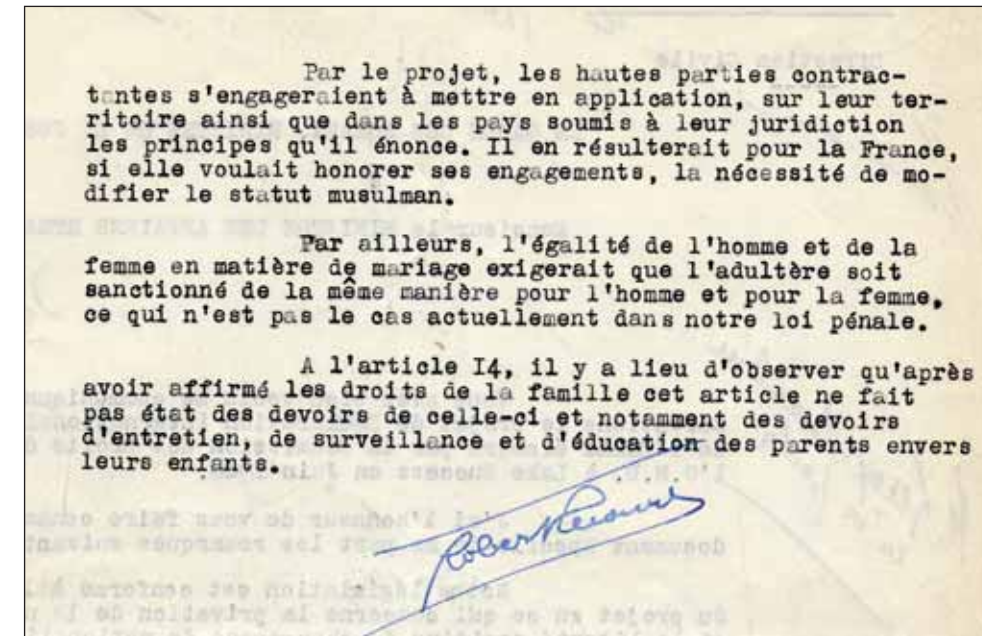 Par le projet, les hautes parties contrac-
tantes s'engageraient à mettre en application, sur leur ter-
ritoire ainsi que dans les pays soumis à leur juridiction
les principes qu'il énonce. Il en résulterait pour la France,
si elle voulait honorer ses engagements, la nécessité de mo-
difier le statut musulman.
Par ailleurs, l'égalité de l'homme et de la
femme en matière de mariage exigerait que l'adultère soit
sanctionné de la même manière pour l'homme et pour la femme,
ce qui n'est pas le cas actuellement dans notre loi pénale.
A l'article I4, il y a lieu d'observer qu'après
avoir affirmé les droits de la famille cet article ne fait
pas état des devoirs de celle-ci et notamment des devoirs
d'entretien, de surveillance et d'éducation des parents envers
leurs enfants.